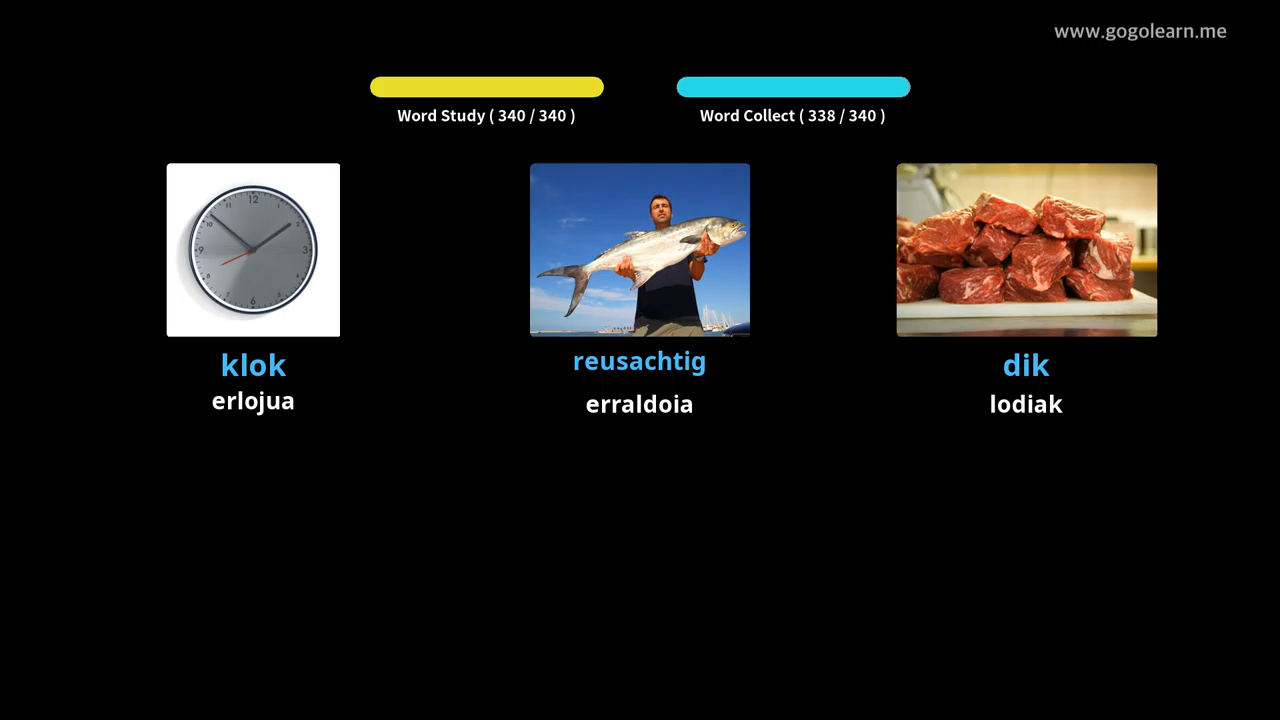 www.gogolearn.me
Word Study ( 340 / 340 )
Word Collect ( 338 / 340 )
klok
erlojua
reusachtig
erraldoia
dik
lodiak